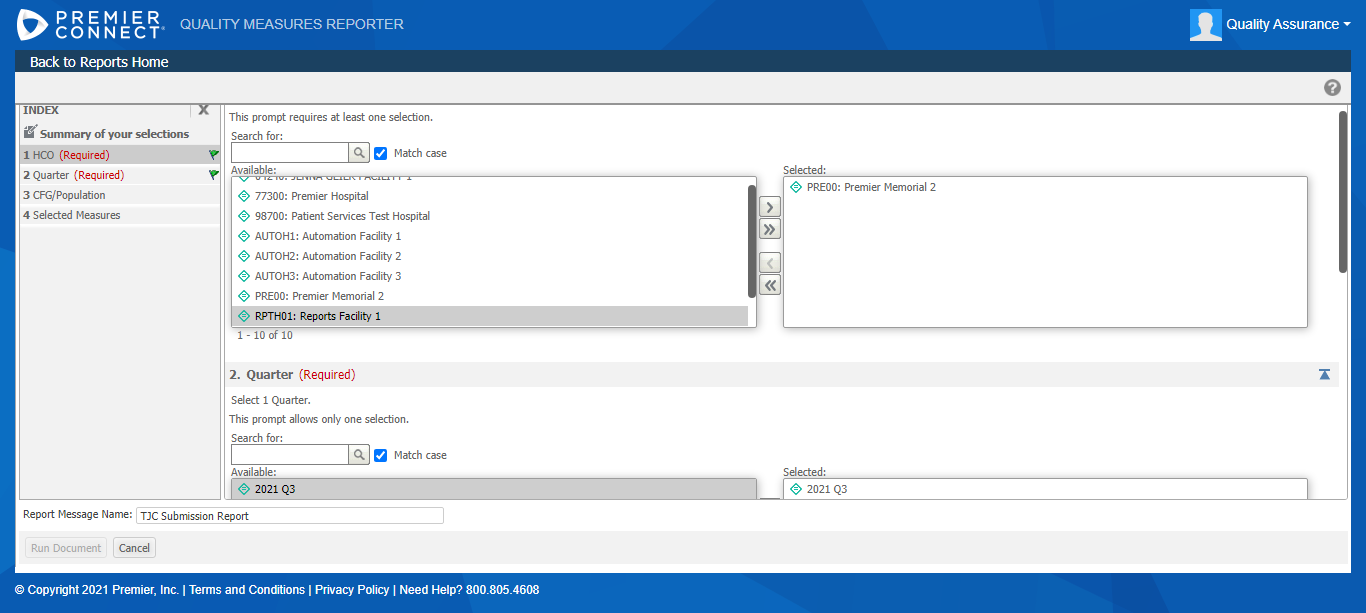 PREMIER CONNECT® QUALITY MEASURES REPORTER
Quality Assurance
Back to Reports Home
INDEX
Summary of your selections
1 HCO (Required)
2 Quarter (Required)
3 CFG/Population
4 Selected Measures
This prompt requires at least one selection.
Search for:
Match case
Available:
04246: JENNA GEIER FACILITY 1
77300: Premier Hospital
98700: Patient Services Test Hospital
AUTOH1: Automation Facility 1
AUTOH2: Automation Facility 2
AUTOH3: Automation Facility 3
PRE00: Premier Memorial 2
RPTH01: Reports Facility 1
1 - 10 of 10
Selected:
PRE00: Premier Memorial 2
2. Quarter (Required)
Select 1 Quarter.
This prompt allows only one selection.
Search for:
Match case
Available:
2021 Q3
Selected:
2021 Q3
Report Message Name: TJC Submission Report
Run Document Cancel
© Copyright 2021 Premier, Inc. | Terms and Conditions | Privacy Policy | Need Help? 800.805.4608